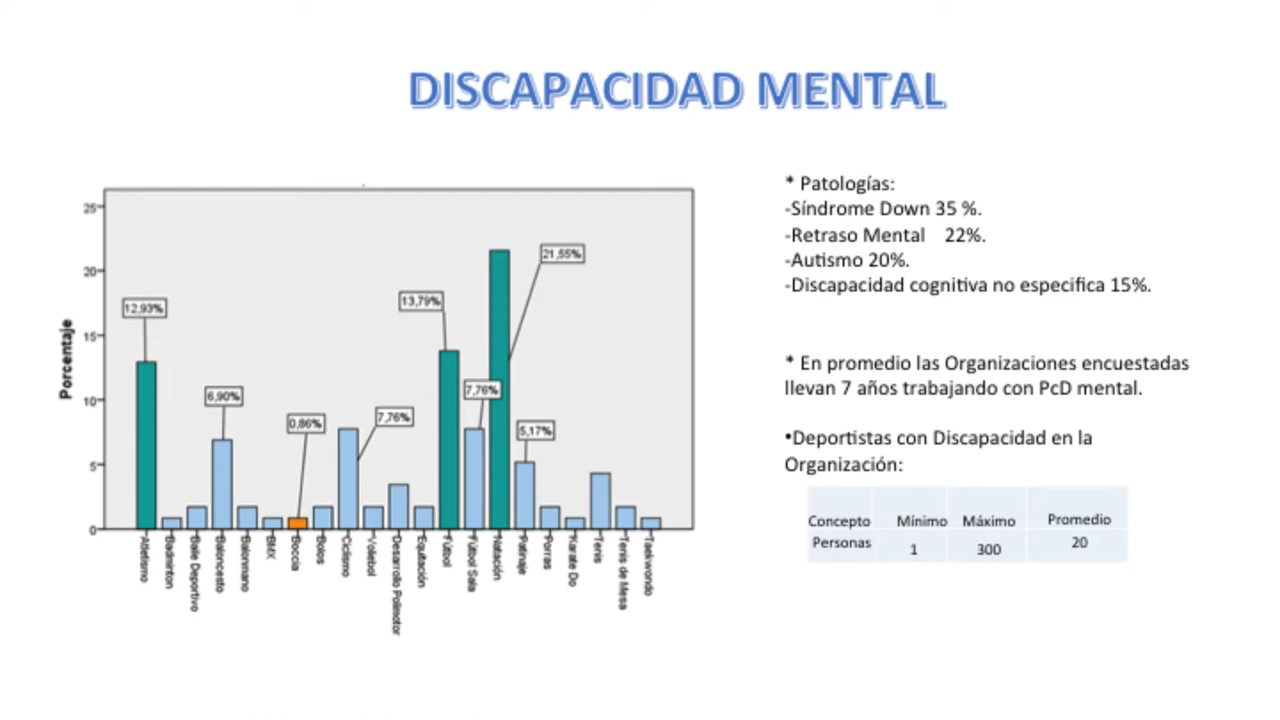 DISCAPACIDAD MENTAL
Porcentaje
25
20
15
10
5
0
12,93%
6,90%
0,86%
7,76%
13,79%
7,76%
21,55%
5,17%
Atletismo
Badminton
Baile Deportivo
Baloncesto
Balonmano
BMX
Boccia
Bolos
Ciclismo
Voleibol
Desarrollo Polimotor
Equitación
Fútbol
Fútbol Sala
Natación
Patinaje
Porras
Karate Do
Tenis
Tenis de Mesa
Taekwondo
* Patologías:
-Síndrome Down 35 %.
-Retraso Mental 22%.
-Autismo 20%.
-Discapacidad cognitiva no especifica 15%.
* En promedio las Organizaciones encuestadas
llevan 7 años trabajando con PcD mental.
•Deportistas con Discapacidad en la
Organización:
Concepto Mínimo Máximo Promedio
Personas 1 300 20